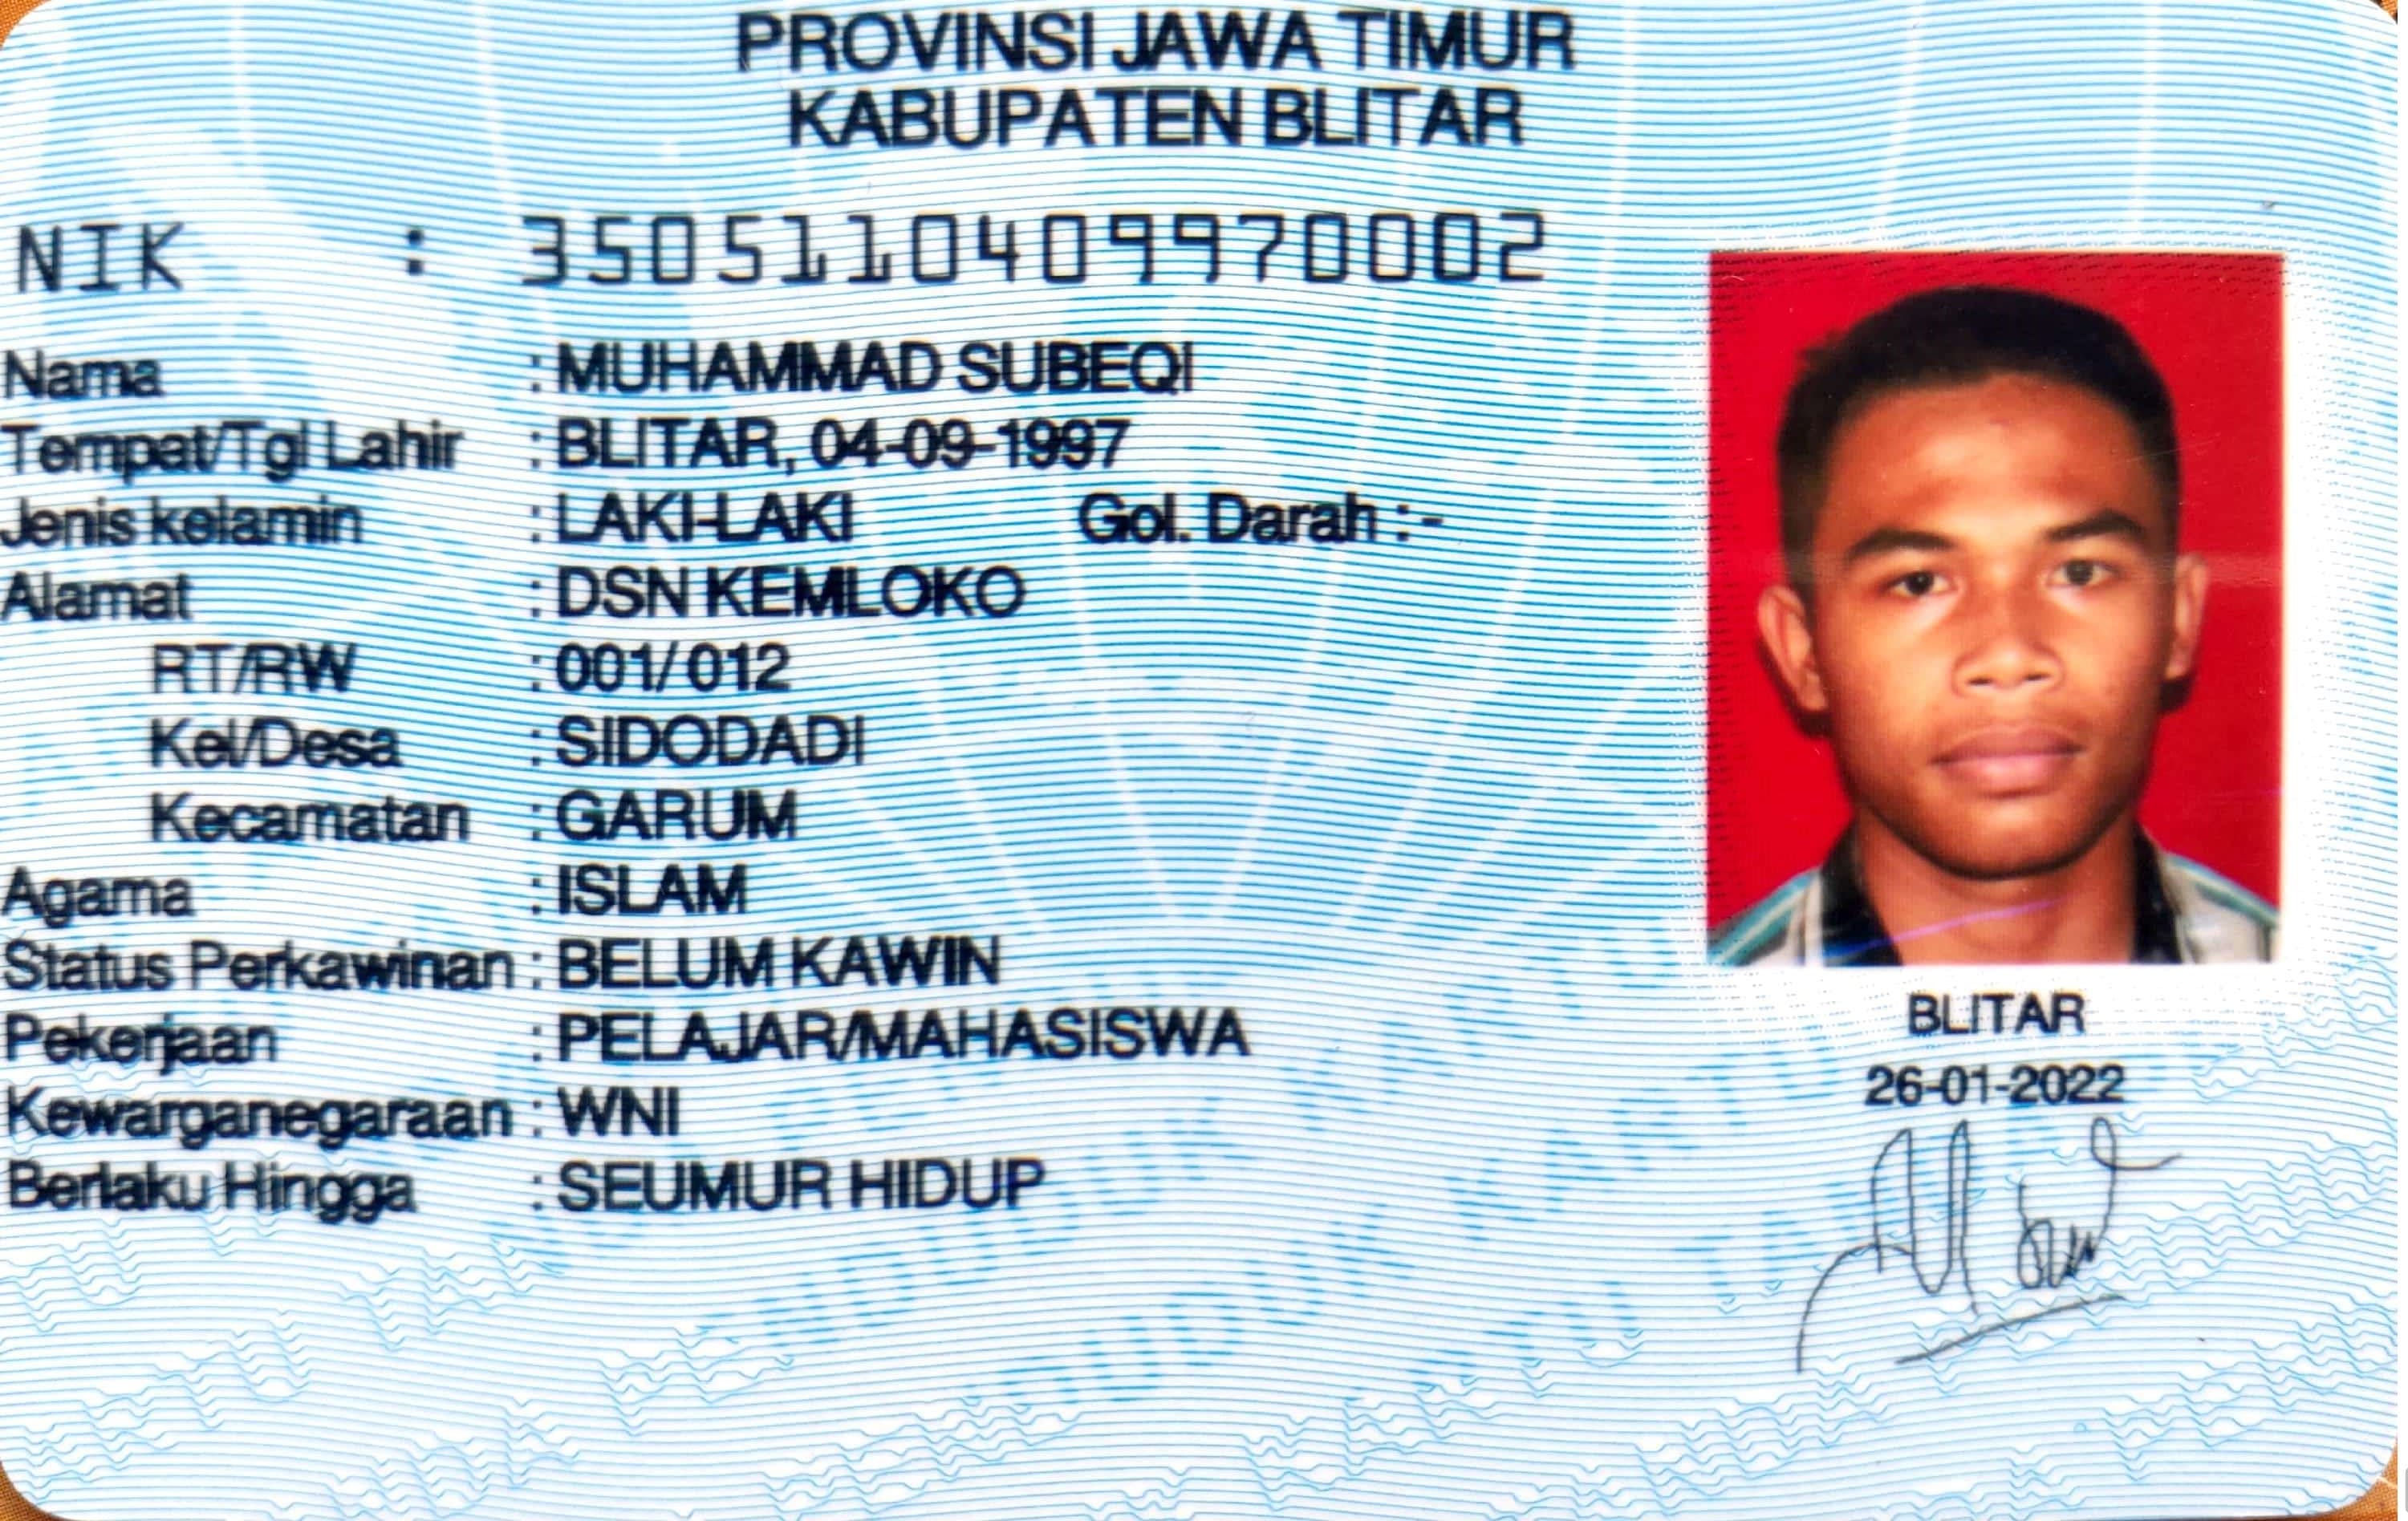 PROVINSI JAWA TIMUR
KABUPATEN BLITAR
NIK : 3505110409970002
Nama : MUHAMMAD SUBEQI
Tempat/Tgl Lahir : BLITAR, 04-09-1997
Jenis kelamin : LAKI-LAKI Gol. Darah : -
Alamat : DSN KEMLOKO
RT/RW : 001/012
Kel/Desa : SIDODADI
Kecamatan : GARUM
Agama : ISLAM
Status Perkawinan : BELUM KAWIN
Pekerjaan : PELAJAR/MAHASISWA
Kewarganegaraan : WNI
Berlaku Hingga : SEUMUR HIDUP
BLITAR
26-01-2022